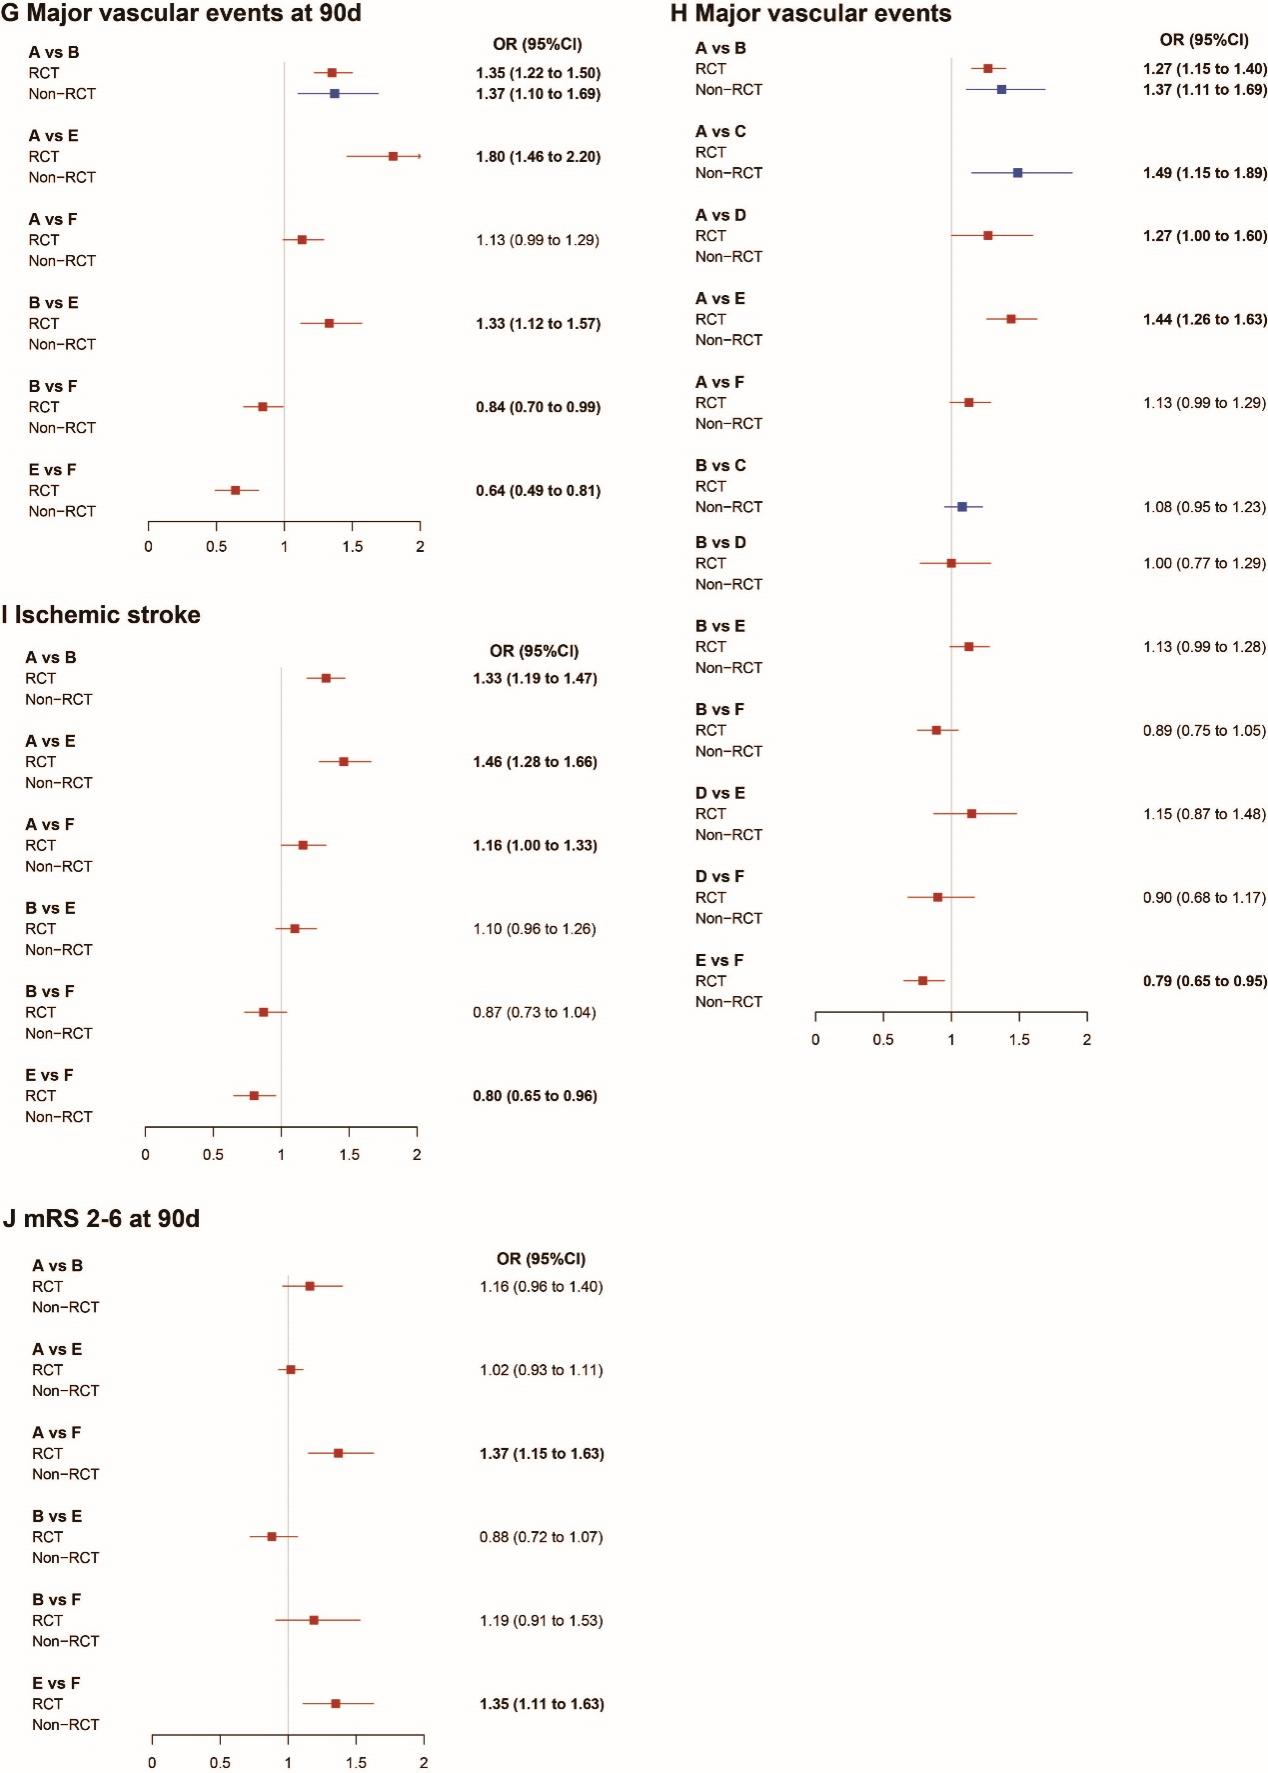 G Major vascular events at 90d
OR (95%CI)
A vs B
RCT 1.35 (1.22 to 1.50)
Non−RCT 1.37 (1.10 to 1.69)
A vs E
RCT 1.80 (1.46 to 2.20)
Non−RCT
A vs F
RCT 1.13 (0.99 to 1.29)
Non−RCT
B vs E
RCT 1.33 (1.12 to 1.57)
Non−RCT
B vs F
RCT 0.84 (0.70 to 0.99)
Non−RCT
E vs F
RCT 0.64 (0.49 to 0.81)
Non−RCT
0 0.5 1 1.5 2
H Major vascular events
OR (95%CI)
A vs B
RCT 1.27 (1.15 to 1.40)
Non−RCT 1.37 (1.11 to 1.69)
A vs C
RCT
Non−RCT 1.49 (1.15 to 1.89)
A vs D
RCT 1.27 (1.00 to 1.60)
Non−RCT
A vs E
RCT 1.44 (1.26 to 1.63)
Non−RCT
A vs F
RCT 1.13 (0.99 to 1.29)
Non−RCT
B vs C
RCT
Non−RCT 1.08 (0.95 to 1.23)
B vs D
RCT 1.00 (0.77 to 1.29)
Non−RCT
B vs E
RCT 1.13 (0.99 to 1.28)
Non−RCT
B vs F
RCT 0.89 (0.75 to 1.05)
Non−RCT
D vs E
RCT 1.15 (0.87 to 1.48)
Non−RCT
D vs F
RCT 0.90 (0.68 to 1.17)
Non−RCT
E vs F
RCT 0.79 (0.65 to 0.95)
Non−RCT
0 0.5 1 1.5 2
I Ischemic stroke
OR (95%CI)
A vs B
RCT 1.33 (1.19 to 1.47)
Non−RCT
A vs E
RCT 1.46 (1.28 to 1.66)
Non−RCT
A vs F
RCT 1.16 (1.00 to 1.33)
Non−RCT
B vs E
RCT 1.10 (0.96 to 1.26)
Non−RCT
B vs F
RCT 0.87 (0.73 to 1.04)
Non−RCT
E vs F
RCT 0.80 (0.65 to 0.96)
Non−RCT
0 0.5 1 1.5 2
J mRS 2-6 at 90d
OR (95%CI)
A vs B
RCT 1.16 (0.96 to 1.40)
Non−RCT
A vs E
RCT 1.02 (0.93 to 1.11)
Non−RCT
A vs F
RCT 1.37 (1.15 to 1.63)
Non−RCT
B vs E
RCT 0.88 (0.72 to 1.07)
Non−RCT
B vs F
RCT 1.19 (0.91 to 1.53)
Non−RCT
E vs F
RCT 1.35 (1.11 to 1.63)
Non−RCT
0 0.5 1 1.5 2